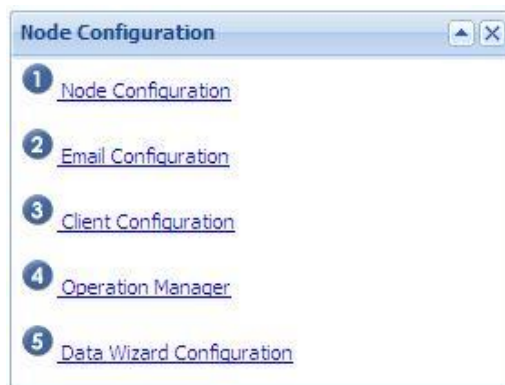 Node Configuration
1 Node Configuration
2 Email Configuration
3 Client Configuration
4 Operation Manager
5 Data Wizard Configuration